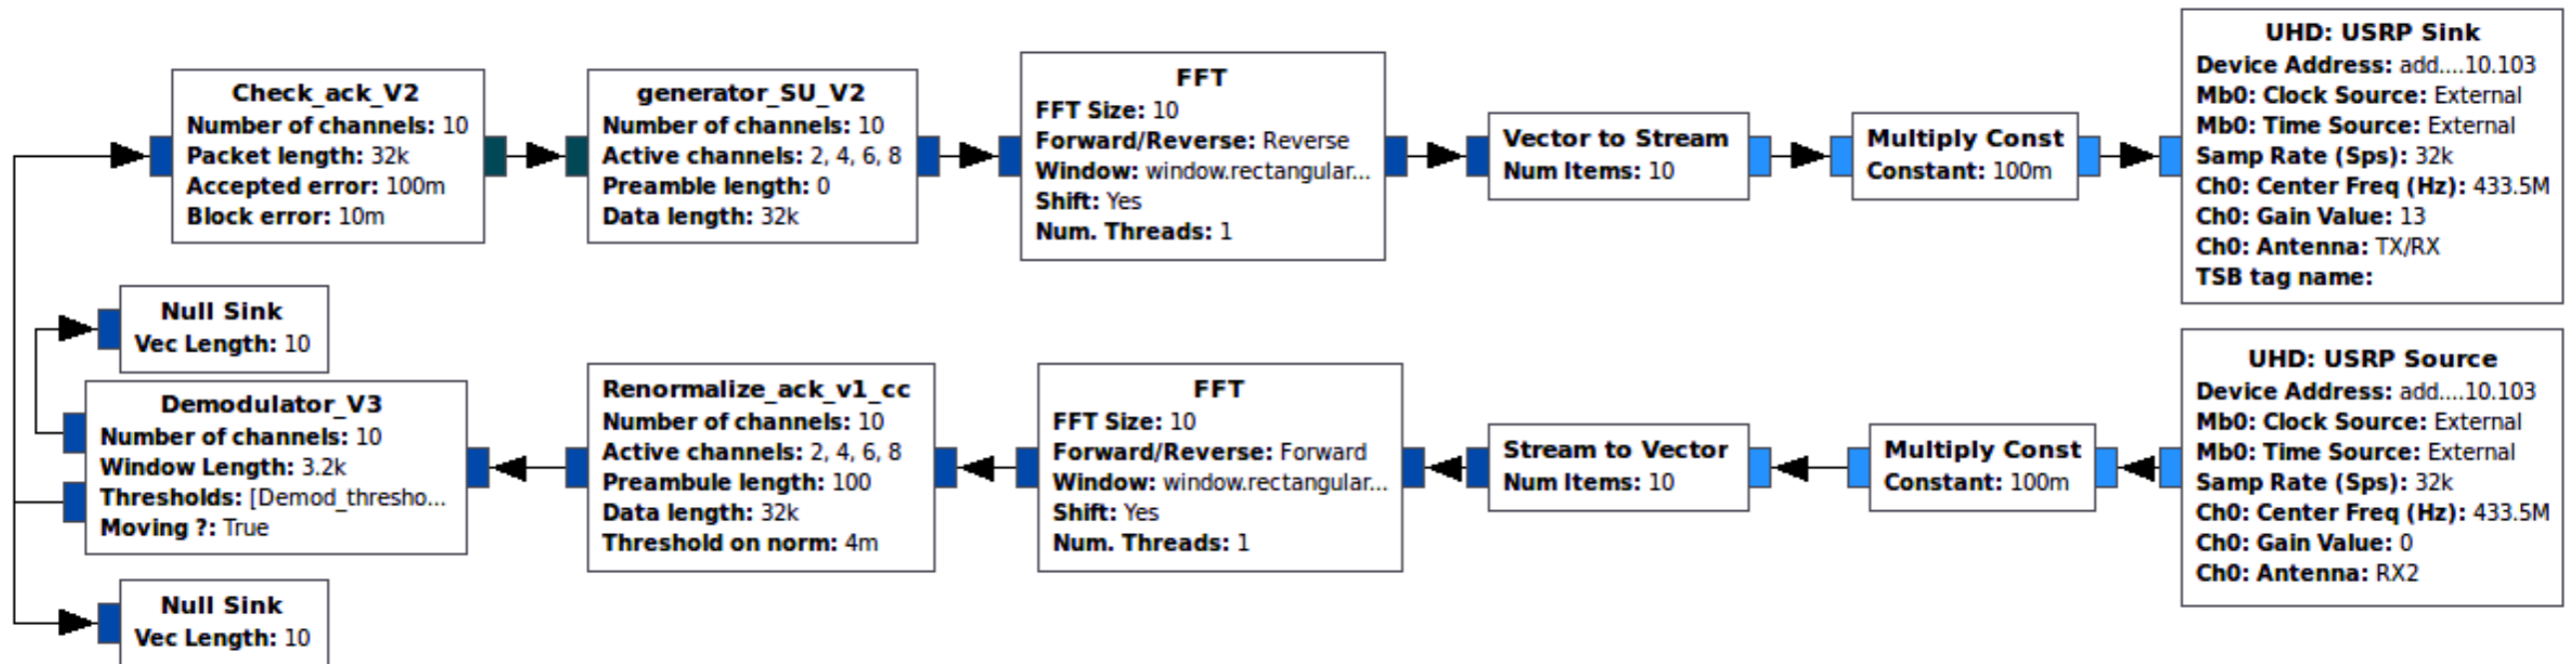 Check_ack_V2
Number of channels: 10
Packet length: 32k
Accepted error: 100m
Block error: 10m
generator_SU_V2
Number of channels: 10
Active channels: 2, 4, 6, 8
Preamble length: 0
Data length: 32k
FFT
FFT Size: 10
Forward/Reverse: Reverse
Window: window.rectangular...
Shift: Yes
Num. Threads: 1
Vector to Stream
Num Items: 10
Multiply Const
Constant: 100m
UHD: USRP Sink
Device Address: add....10.103
Mb0: Clock Source: External
Mb0: Time Source: External
Samp Rate (Sps): 32k
Ch0: Center Freq (Hz): 433.5M
Ch0: Gain Value: 13
Ch0: Antenna: TX/RX
TSB tag name:
Null Sink
Vec Length: 10
Demodulator_V3
Number of channels: 10
Window Length: 3.2k
Thresholds: [Demod_thresho...
Moving ?: True
Renormalize_ack_v1_cc
Number of channels: 10
Active channels: 2, 4, 6, 8
Preambule length: 100
Data length: 32k
Threshold on norm: 4m
FFT
FFT Size: 10
Forward/Reverse: Forward
Window: window.rectangular...
Shift: Yes
Num. Threads: 1
Stream to Vector
Num Items: 10
Multiply Const
Constant: 100m
UHD: USRP Source
Device Address: add....10.103
Mb0: Clock Source: External
Mb0: Time Source: External
Samp Rate (Sps): 32k
Ch0: Center Freq (Hz): 433.5M
Ch0: Gain Value: 0
Ch0: Antenna: RX2
Null Sink
Vec Length: 10